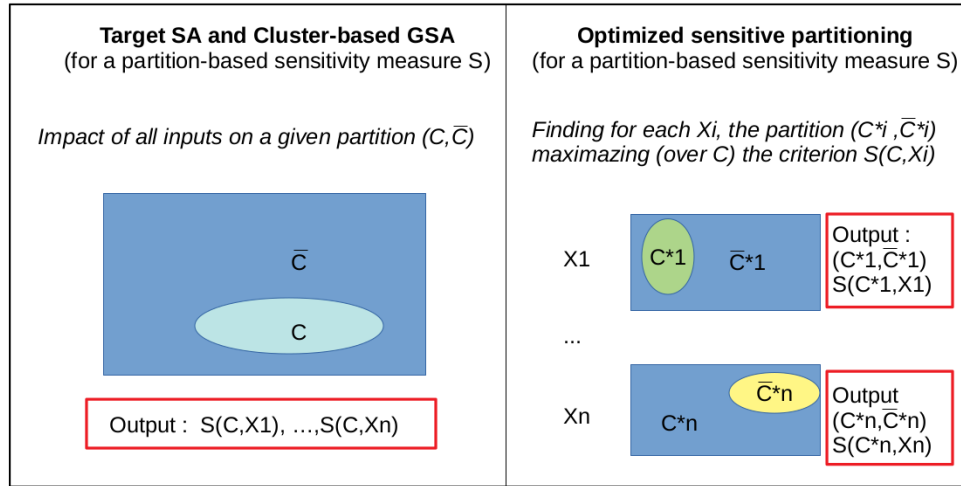 Target SA and Cluster-based GSA
(for a partition-based sensitivity measure S)
Impact of all inputs on a given partition (C,C̅)
C̅
C
Output : S(C,X1), ...,S(C,Xn)
Optimized sensitive partitioning
(for a partition-based sensitivity measure S)
Finding for each Xi, the partition (C*i ,C̅*i)
maximazing (over C) the criterion S(C,Xi)
X1
C*1
C̅*1
Output :
(C*1,C̅*1)
S(C*1,X1)
...
Xn
C*n
C̅*n
Output
(C*n,C̅*n)
S(C*n,Xn)